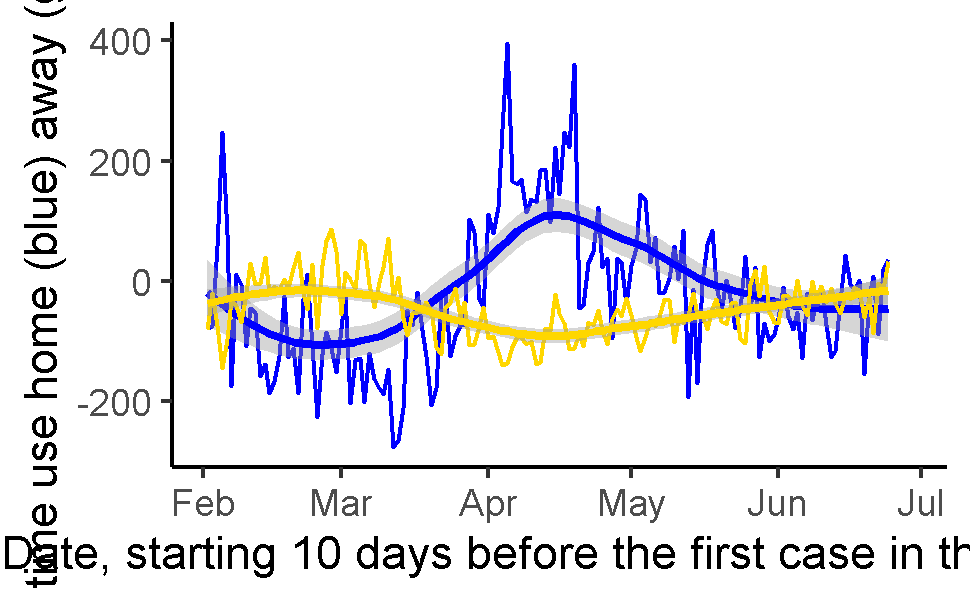 time use home (blue) away (
400
200
0
-200
Feb Mar Apr May Jun Jul
Date, starting 10 days before the first case in th